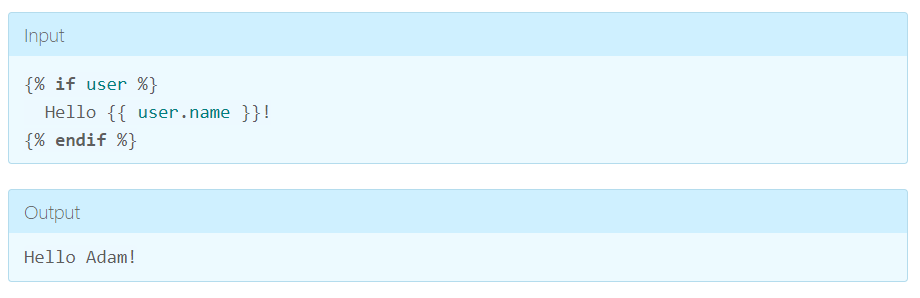 Input
{% if user %}
  Hello {{ user.name }}!
{% endif %}
Output
Hello Adam!